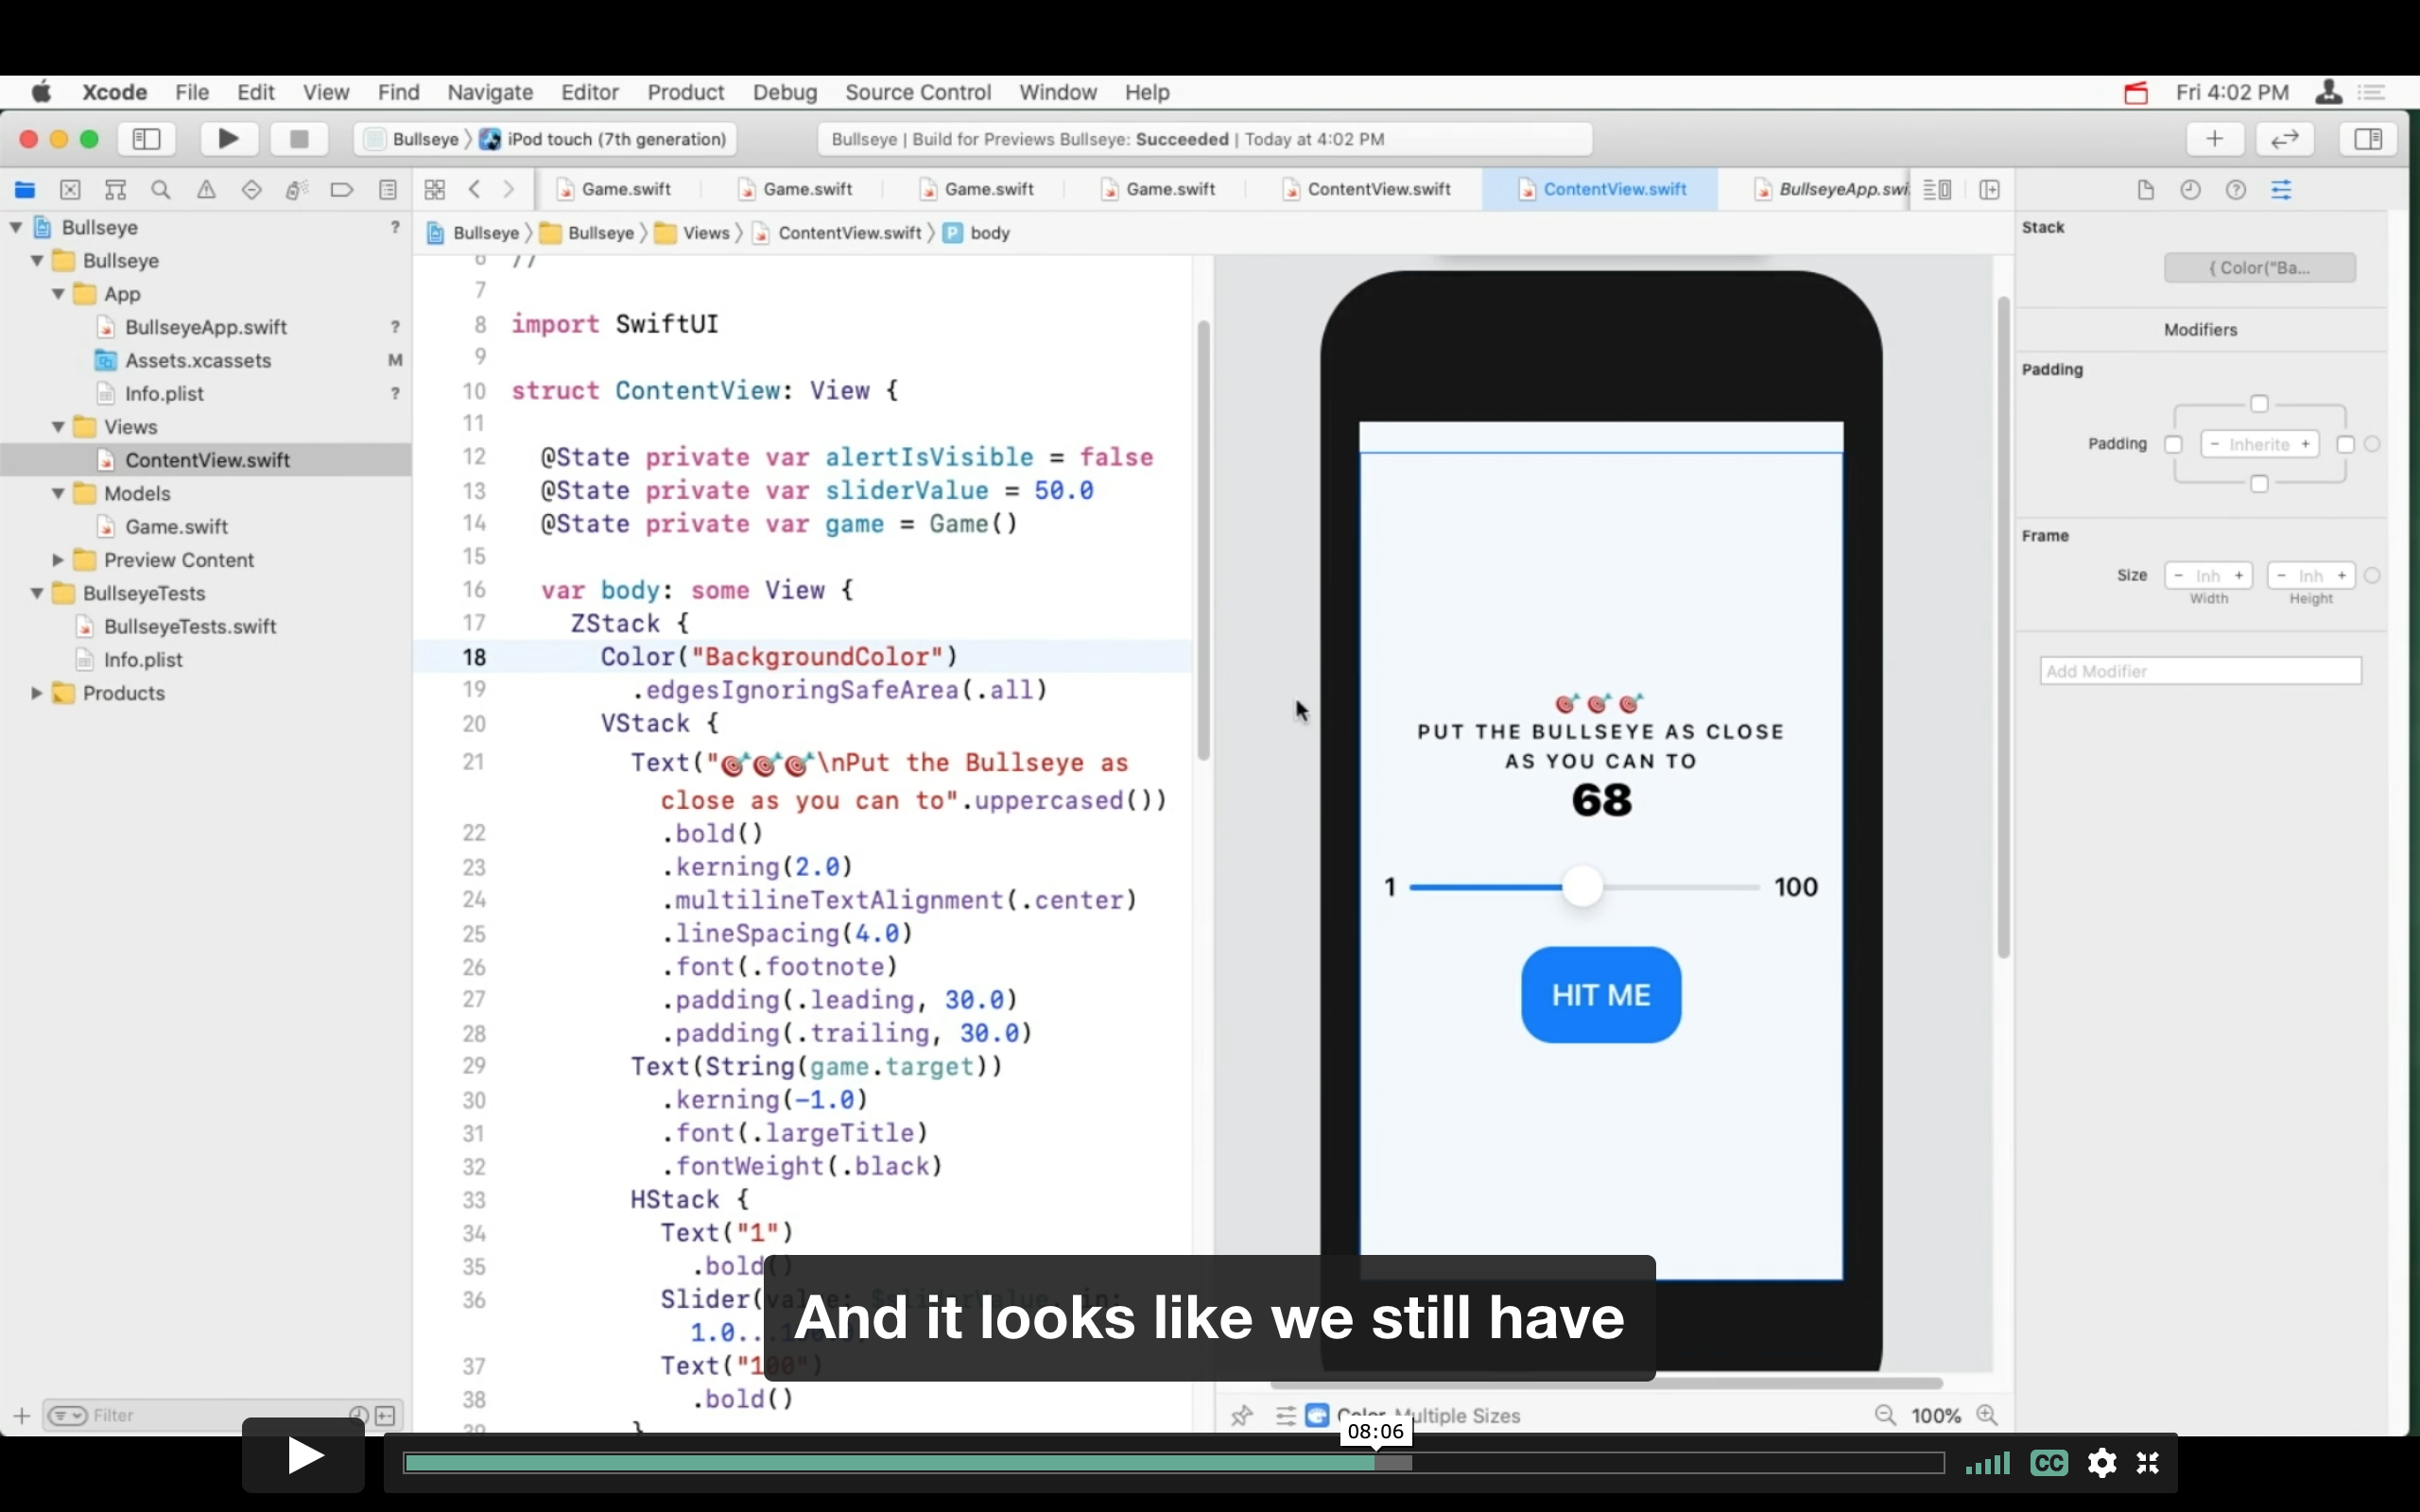 Xcode File Edit View Find Navigate Editor Product Debug Source Control Window Help Fri 4:02 PM
Bullseye iPod touch (7th generation) Bullseye | Build for Previews Bullseye: Succeeded | Today at 4:02 PM
Game.swift Game.swift Game.swift Game.swift ContentView.swift ContentView.swift BullseyeApp.swi
Bullseye ?
Bullseye
App
BullseyeApp.swift ?
Assets.xcassets M
Info.plist ?
Views
ContentView.swift
Models
Game.swift
Preview Content
BullseyeTests
BullseyeTests.swift
Info.plist
Products
Filter
Bullseye Bullseye Views ContentView.swift P body
6 //
7
8 import SwiftUI
9
10 struct ContentView: View {
11
12 @State private var alertIsVisible = false
13 @State private var sliderValue = 50.0
14 @State private var game = Game()
15
16 var body: some View {
17 ZStack {
18 Color("BackgroundColor")
19 .edgesIgnoringSafeArea(.all)
20 VStack {
21 Text("🎯🎯🎯\nPut the Bullseye as
close as you can to".uppercased())
22 .bold()
23 .kerning(2.0)
24 .multilineTextAlignment(.center)
25 .lineSpacing(4.0)
26 .font(.footnote)
27 .padding(.leading, 30.0)
28 .padding(.trailing, 30.0)
29 Text(String(game.target))
30 .kerning(-1.0)
31 .font(.largeTitle)
32 .fontWeight(.black)
33 HStack {
34 Text("1")
35 .bold()
36 Slider(value: $sliderValue, in:
1.0...
37 Text("100")
38 .bold()
39 }
🎯🎯🎯
PUT THE BULLSEYE AS CLOSE
AS YOU CAN TO
68
1 100
HIT ME
Color Multiple Sizes 100%
Stack
{ Color("Ba...
Modifiers
Padding
Padding - Inherite +
Frame
Size - Inh + - Inh +
Width Height
Add Modifier
And it looks like we still have
08:06
CC